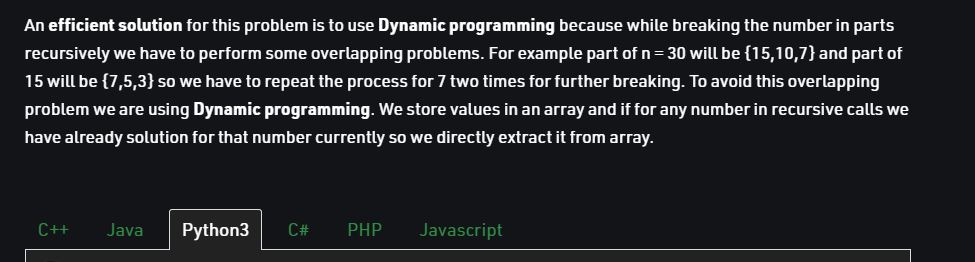 An efficient solution for this problem is to use Dynamic programming because while breaking the number in parts
recursively we have to perform some overlapping problems. For example part of n = 30 will be {15,10,7} and part of
15 will be {7,5,3} so we have to repeat the process for 7 two times for further breaking. To avoid this overlapping
problem we are using Dynamic programming. We store values in an array and if for any number in recursive calls we
have already solution for that number currently so we directly extract it from array.
C++ Java Python3 C# PHP Javascript